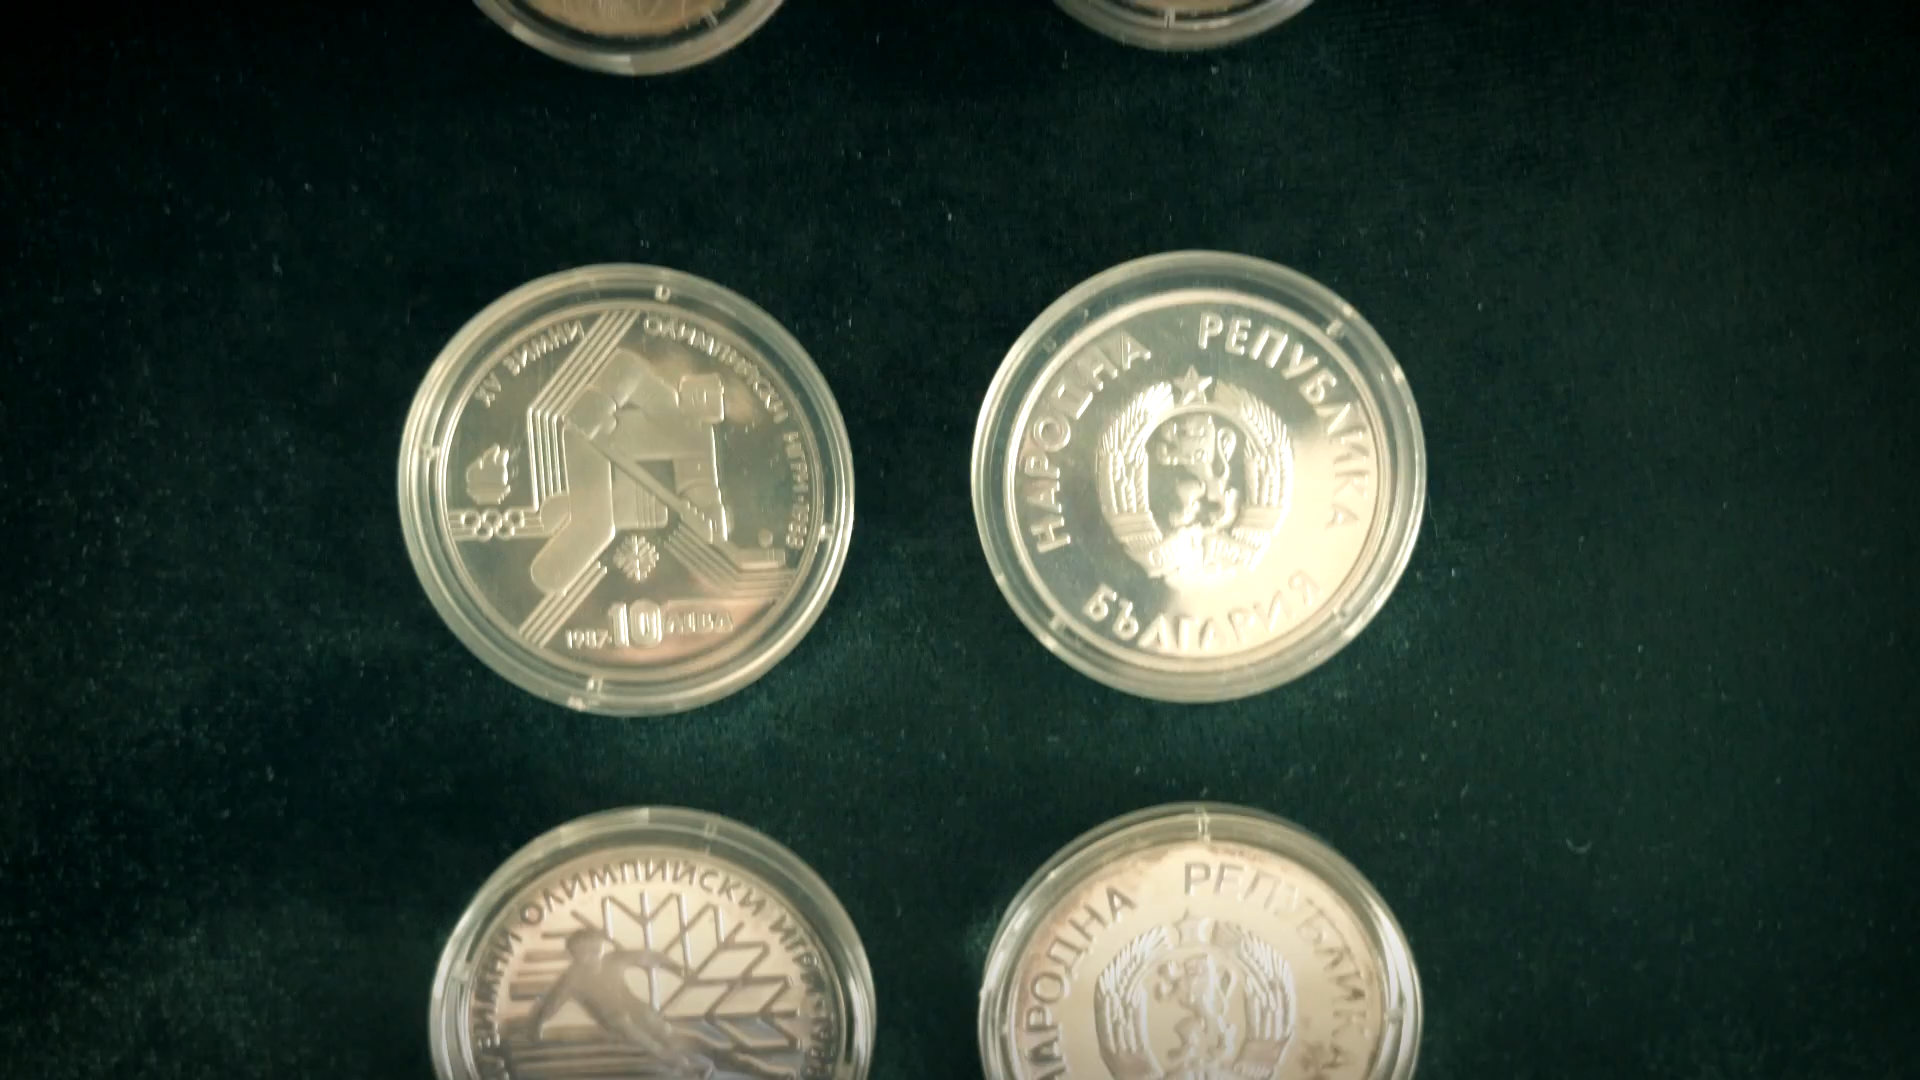 XV ЗИМНИ ОЛИМПИЙСКИ ИГРИ 1988
1987 10 ЛЕВА
НАРОДНА РЕПУБЛИКА
БЪЛГАРИЯ
ЗИМНИ ОЛИМПИЙСКИ ИГРИ
НАРОДНА РЕПУБЛИКА